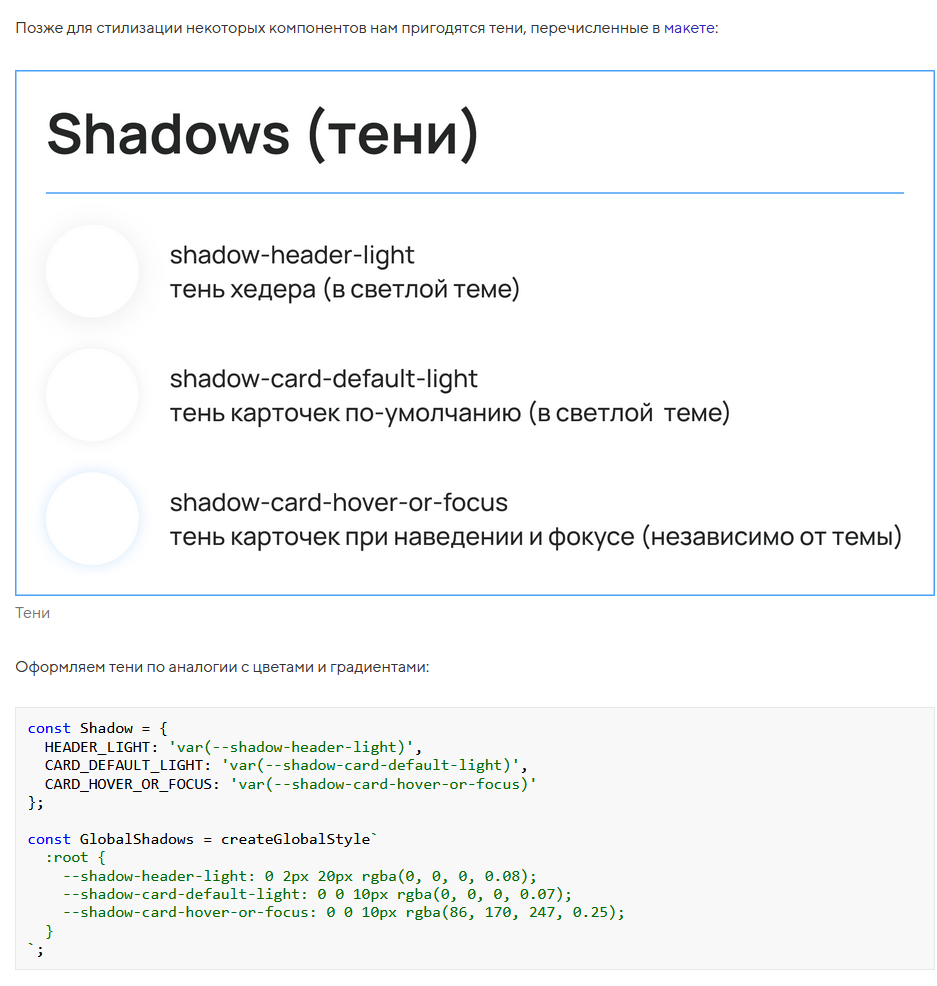 Позже для стилизации некоторых компонентов нам пригодятся тени, перечисленные в макете:
Shadows (тени)
shadow-header-light
тень хедера (в светлой теме)
shadow-card-default-light
тень карточек по-умолчанию (в светлой  теме)
shadow-card-hover-or-focus
тень карточек при наведении и фокусе (независимо от темы)
Тени
Оформляем тени по аналогии с цветами и градиентами:
const Shadow = {
  HEADER_LIGHT: 'var(--shadow-header-light)',
  CARD_DEFAULT_LIGHT: 'var(--shadow-card-default-light)',
  CARD_HOVER_OR_FOCUS: 'var(--shadow-card-hover-or-focus)'
};
const GlobalShadows = createGlobalStyle`
  :root {
    --shadow-header-light: 0 2px 20px rgba(0, 0, 0, 0.08);
    --shadow-card-default-light: 0 0 10px rgba(0, 0, 0, 0.07);
    --shadow-card-hover-or-focus: 0 0 10px rgba(86, 170, 247, 0.25);
  }
`;